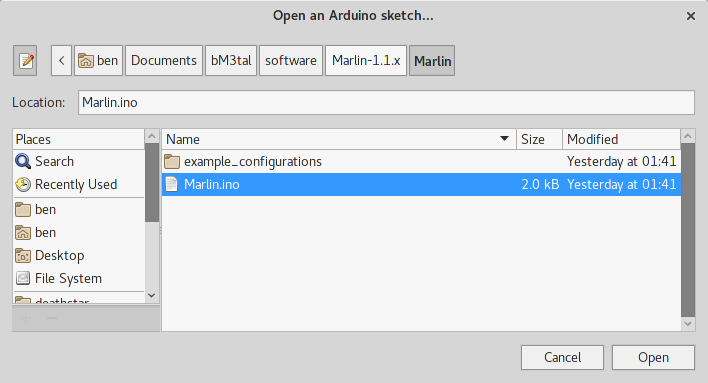 Open an Arduino sketch...
ben Documents bM3tal software Marlin-1.1.x Marlin
Location: Marlin.ino
Places Name Size Modified
Search example_configurations Yesterday at 01:41
Recently Used Marlin.ino 2.0 kB Yesterday at 01:41
ben
ben
Desktop
File System
deathstar
Cancel Open